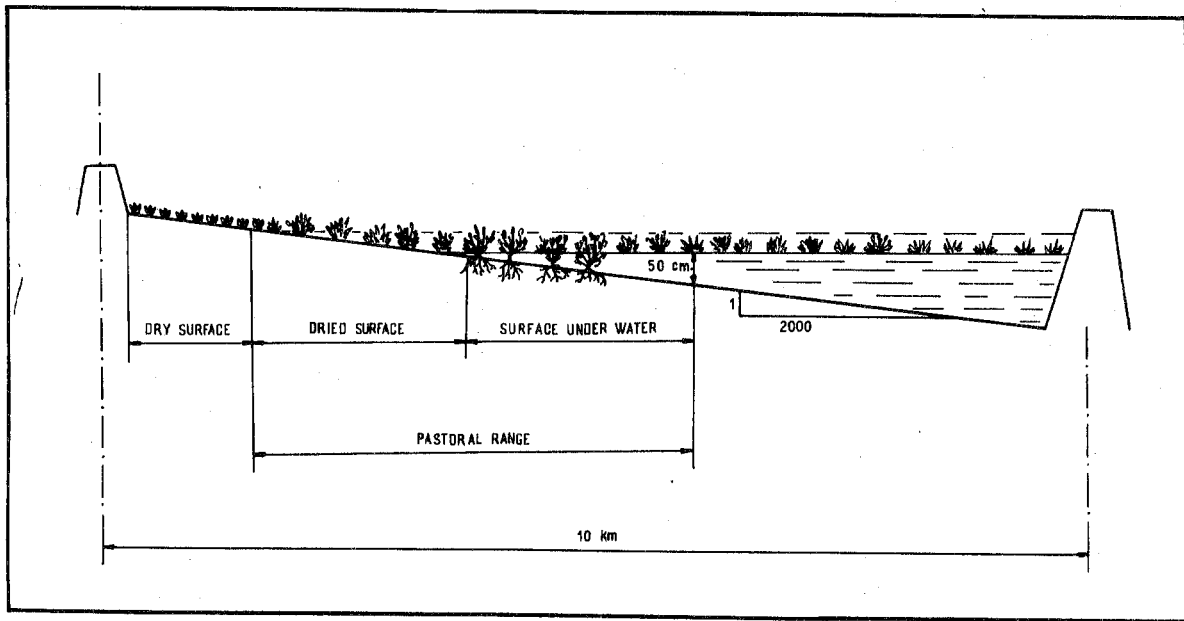 50 cm.
1
2000
DRY SURFACE
DRIED SURFACE
SURFACE UNDER WATER
PASTORAL RANGE
10 km